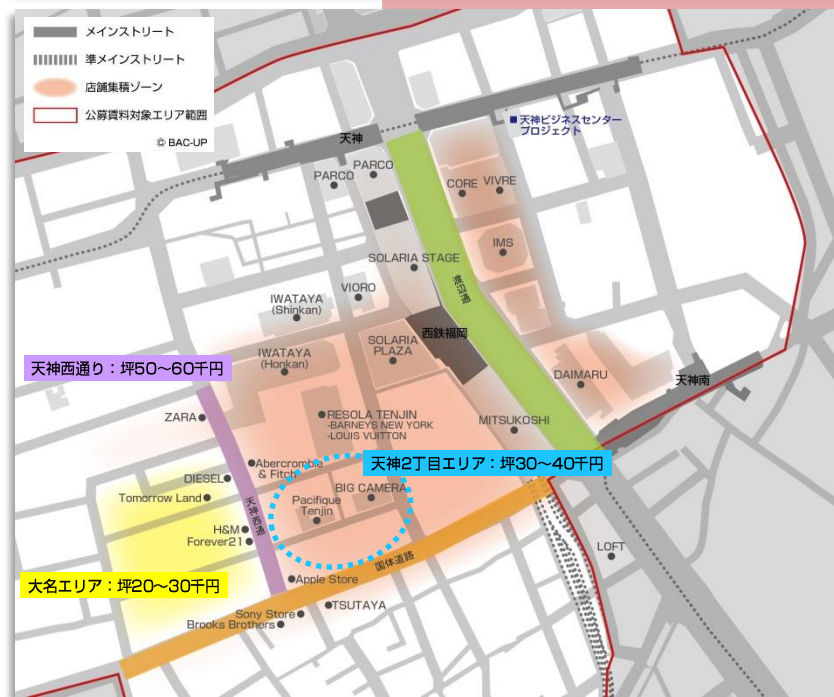 メインストリート
準メインストリート
店舗集積ゾーン
公募賃料対象エリア範囲
© BAC-UP
■天神ビジネスセンター
プロジェクト
天神
PARCO
PARCO
CORE
VIVRE
IMS
SOLARIA STAGE
渡辺通
VIORO
IWATAYA
(Shinkan)
西鉄福岡
SOLARIA
PLAZA
IWATAYA
(Honkan)
天神西通り：坪50～60千円
DAIMARU
天神南
ZARA
RESOLA TENJIN
-BARNEYS NEW YORK
-LOUIS VUITTON
MITSUKOSHI
天神2丁目エリア：坪30～40千円
Abercrombie
& Fitch
DIESEL
BIG CAMERA
Tomorrow Land
Pacifique
Tenjin
天神西通
H&M
Forever21
国体道路
LOFT
大名エリア：坪20～30千円
Apple Store
TSUTAYA
Sony Store
Brooks Brothers